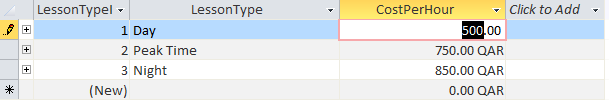 LessonTypeI LessonType CostPerHour Click to Add
1 Day 500.00
2 Peak Time 750.00 QAR
3 Night 850.00 QAR
(New) 0.00 QAR